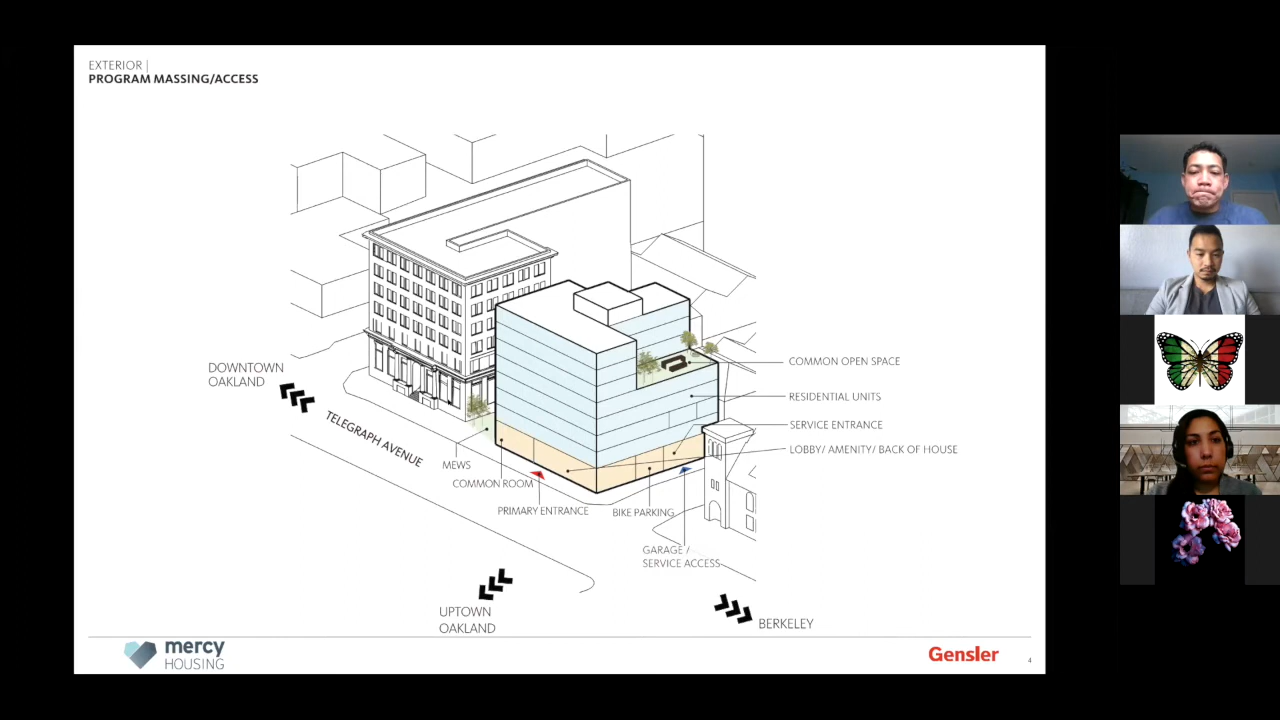 EXTERIOR |
PROGRAM MASSING/ACCESS
COMMON OPEN SPACE
DOWNTOWN
OAKLAND
RESIDENTIAL UNITS
TELEGRAPH AVENUE
SERVICE ENTRANCE
LOBBY/ AMENITY/ BACK OF HOUSE
MEWS
COMMON ROOM
PRIMARY ENTRANCE
BIKE PARKING
GARAGE /
SERVICE ACCESS
UPTOWN
OAKLAND
BERKELEY
mercy
HOUSING
Gensler
4